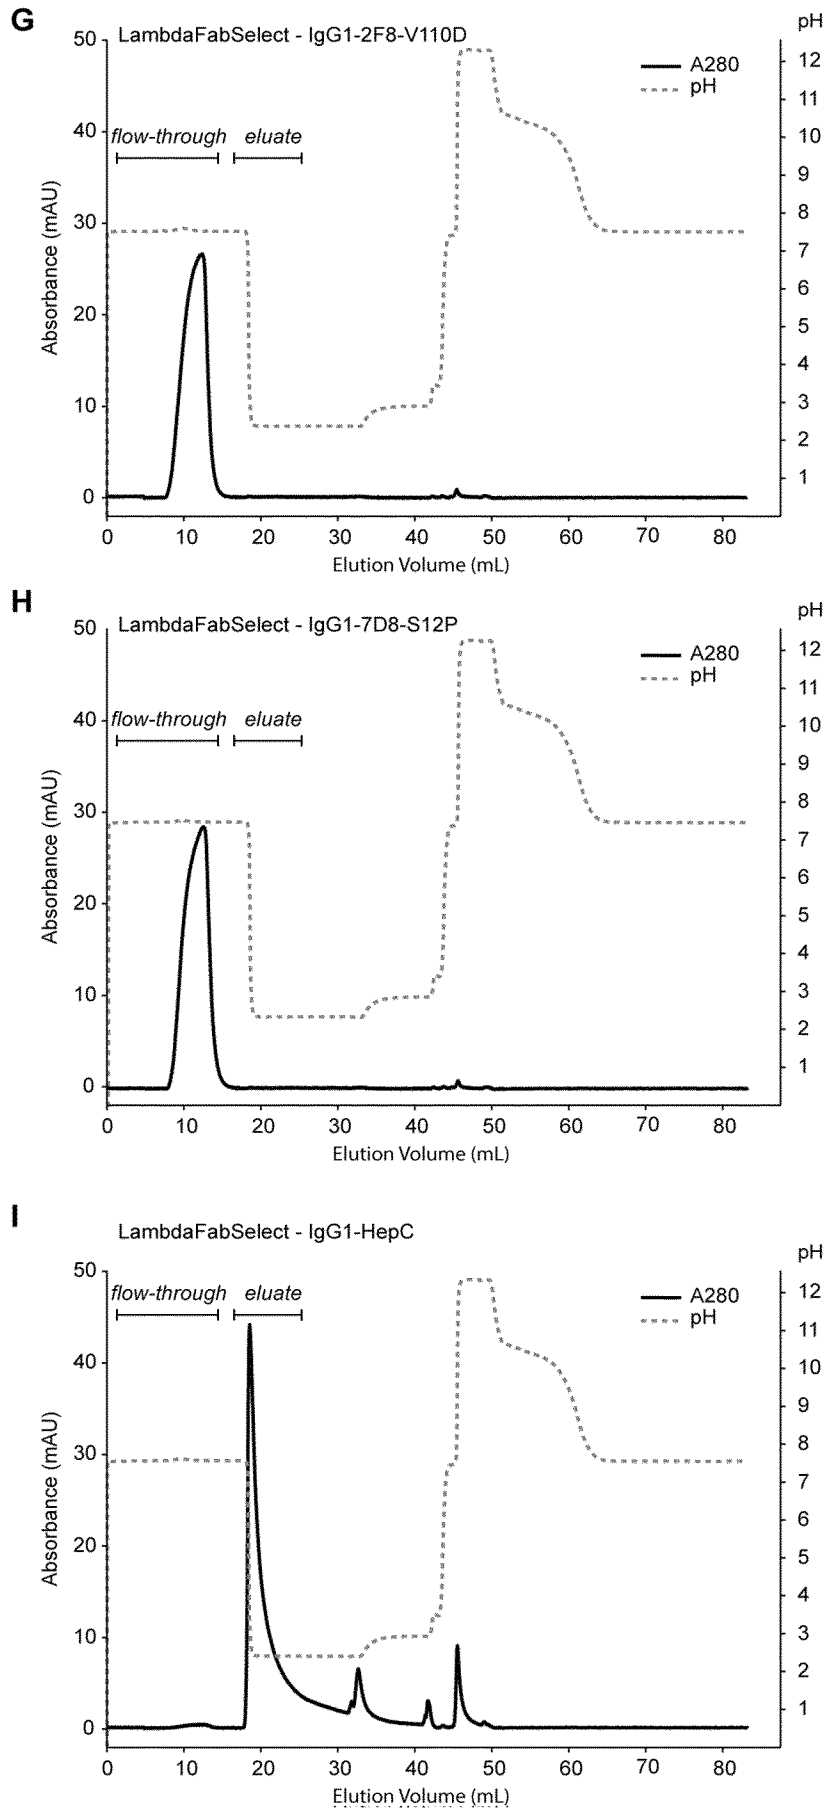 G
LambdaFabSelect - IgG1-2F8-V110D
pH
50
40
30
20
10
0
12
11
10
9
8
7
6
5
4
3
2
1
A280
pH
flow-through
eluate
Absorbance (mAU)
0 10 20 30 40 50 60 70 80
Elution Volume (mL)
H
LambdaFabSelect - IgG1-7D8-S12P
pH
50
40
30
20
10
0
12
11
10
9
8
7
6
5
4
3
2
1
A280
pH
flow-through
eluate
Absorbance (mAU)
0 10 20 30 40 50 60 70 80
Elution Volume (mL)
I
LambdaFabSelect - IgG1-HepC
pH
50
40
30
20
10
0
12
11
10
9
8
7
6
5
4
3
2
1
A280
pH
flow-through
eluate
Absorbance (mAU)
0 10 20 30 40 50 60 70 80
Elution Volume (mL)